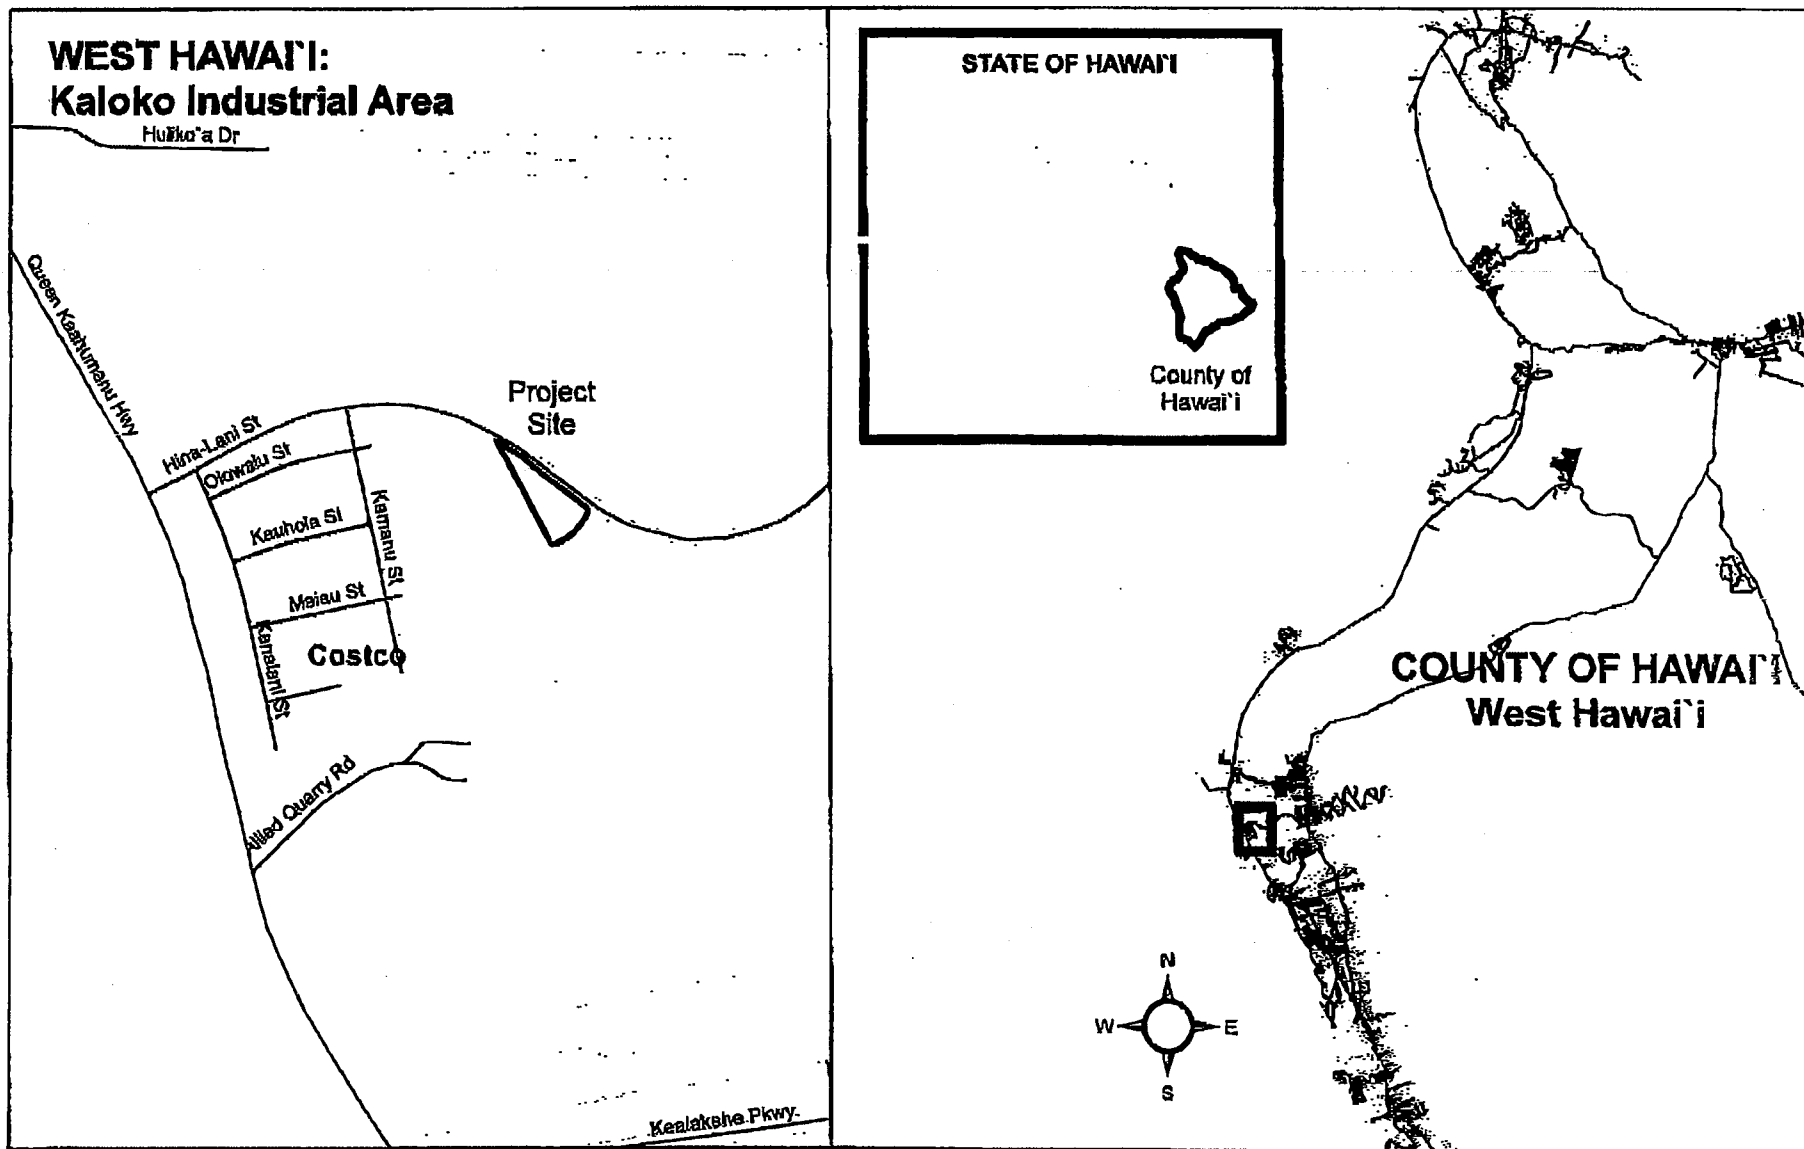 WEST HAWAI`I:
Kaloko Industrial Area
Huliko`a Dr
Queen Kaahumanu Hwy
Hina-Lani St
Olowalu St
Kauhola St
Kamanu St
Maiau St
Kanalani St
Costco
Allied Quarry Rd
Project
Site
Kealakehe Pkwy
STATE OF HAWAI`I
County of
Hawai`i
COUNTY OF HAWAI`I
West Hawai`i
N
W
E
S